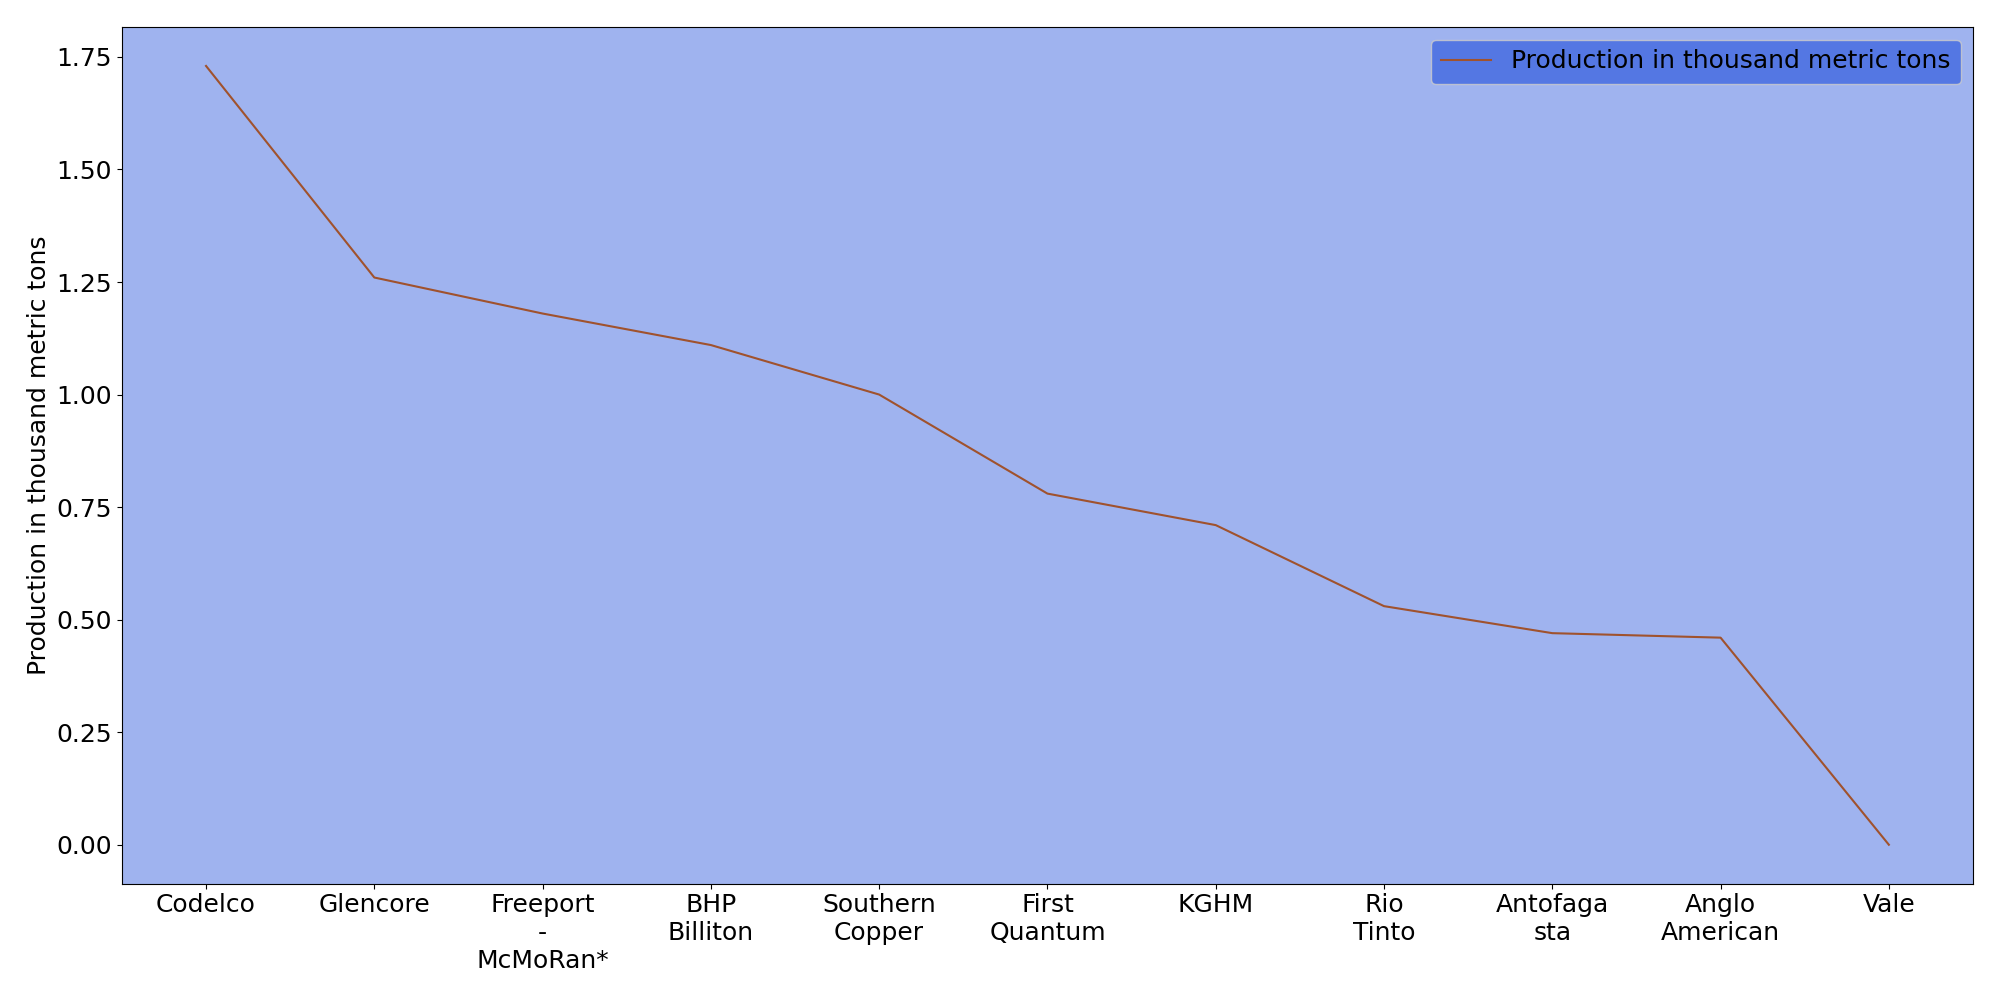 Production in thousand metric tons
Production in thousand metric tons
1.75
1.50
1.25
1.00
0.75
0.50
0.25
0.00
Codelco
Glencore
Freeport
-
McMoRan*
BHP
Billiton
Southern
Copper
First
Quantum
KGHM
Rio
Tinto
Antofaga
sta
Anglo
American
Vale